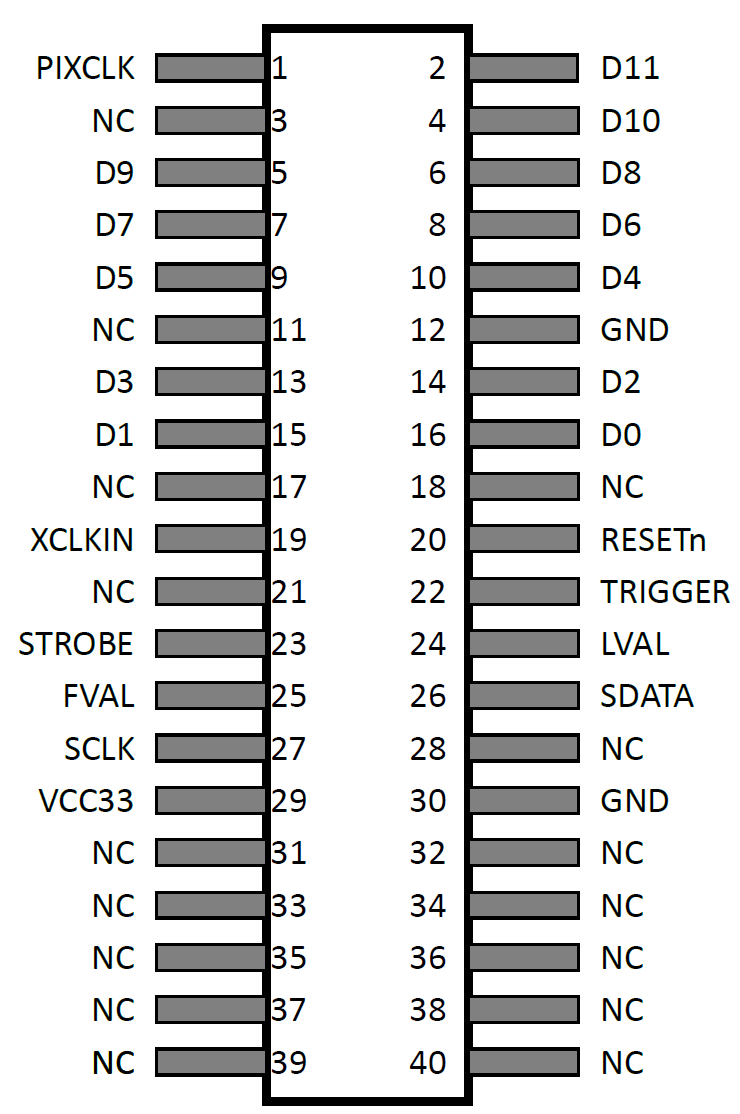 PIXCLK 1 2 D11
NC 3 4 D10
D9 5 6 D8
D7 7 8 D6
D5 9 10 D4
NC 11 12 GND
D3 13 14 D2
D1 15 16 D0
NC 17 18 NC
XCLKIN 19 20 RESETn
NC 21 22 TRIGGER
STROBE 23 24 LVAL
FVAL 25 26 SDATA
SCLK 27 28 NC
VCC33 29 30 GND
NC 31 32 NC
NC 33 34 NC
NC 35 36 NC
NC 37 38 NC
NC 39 40 NC